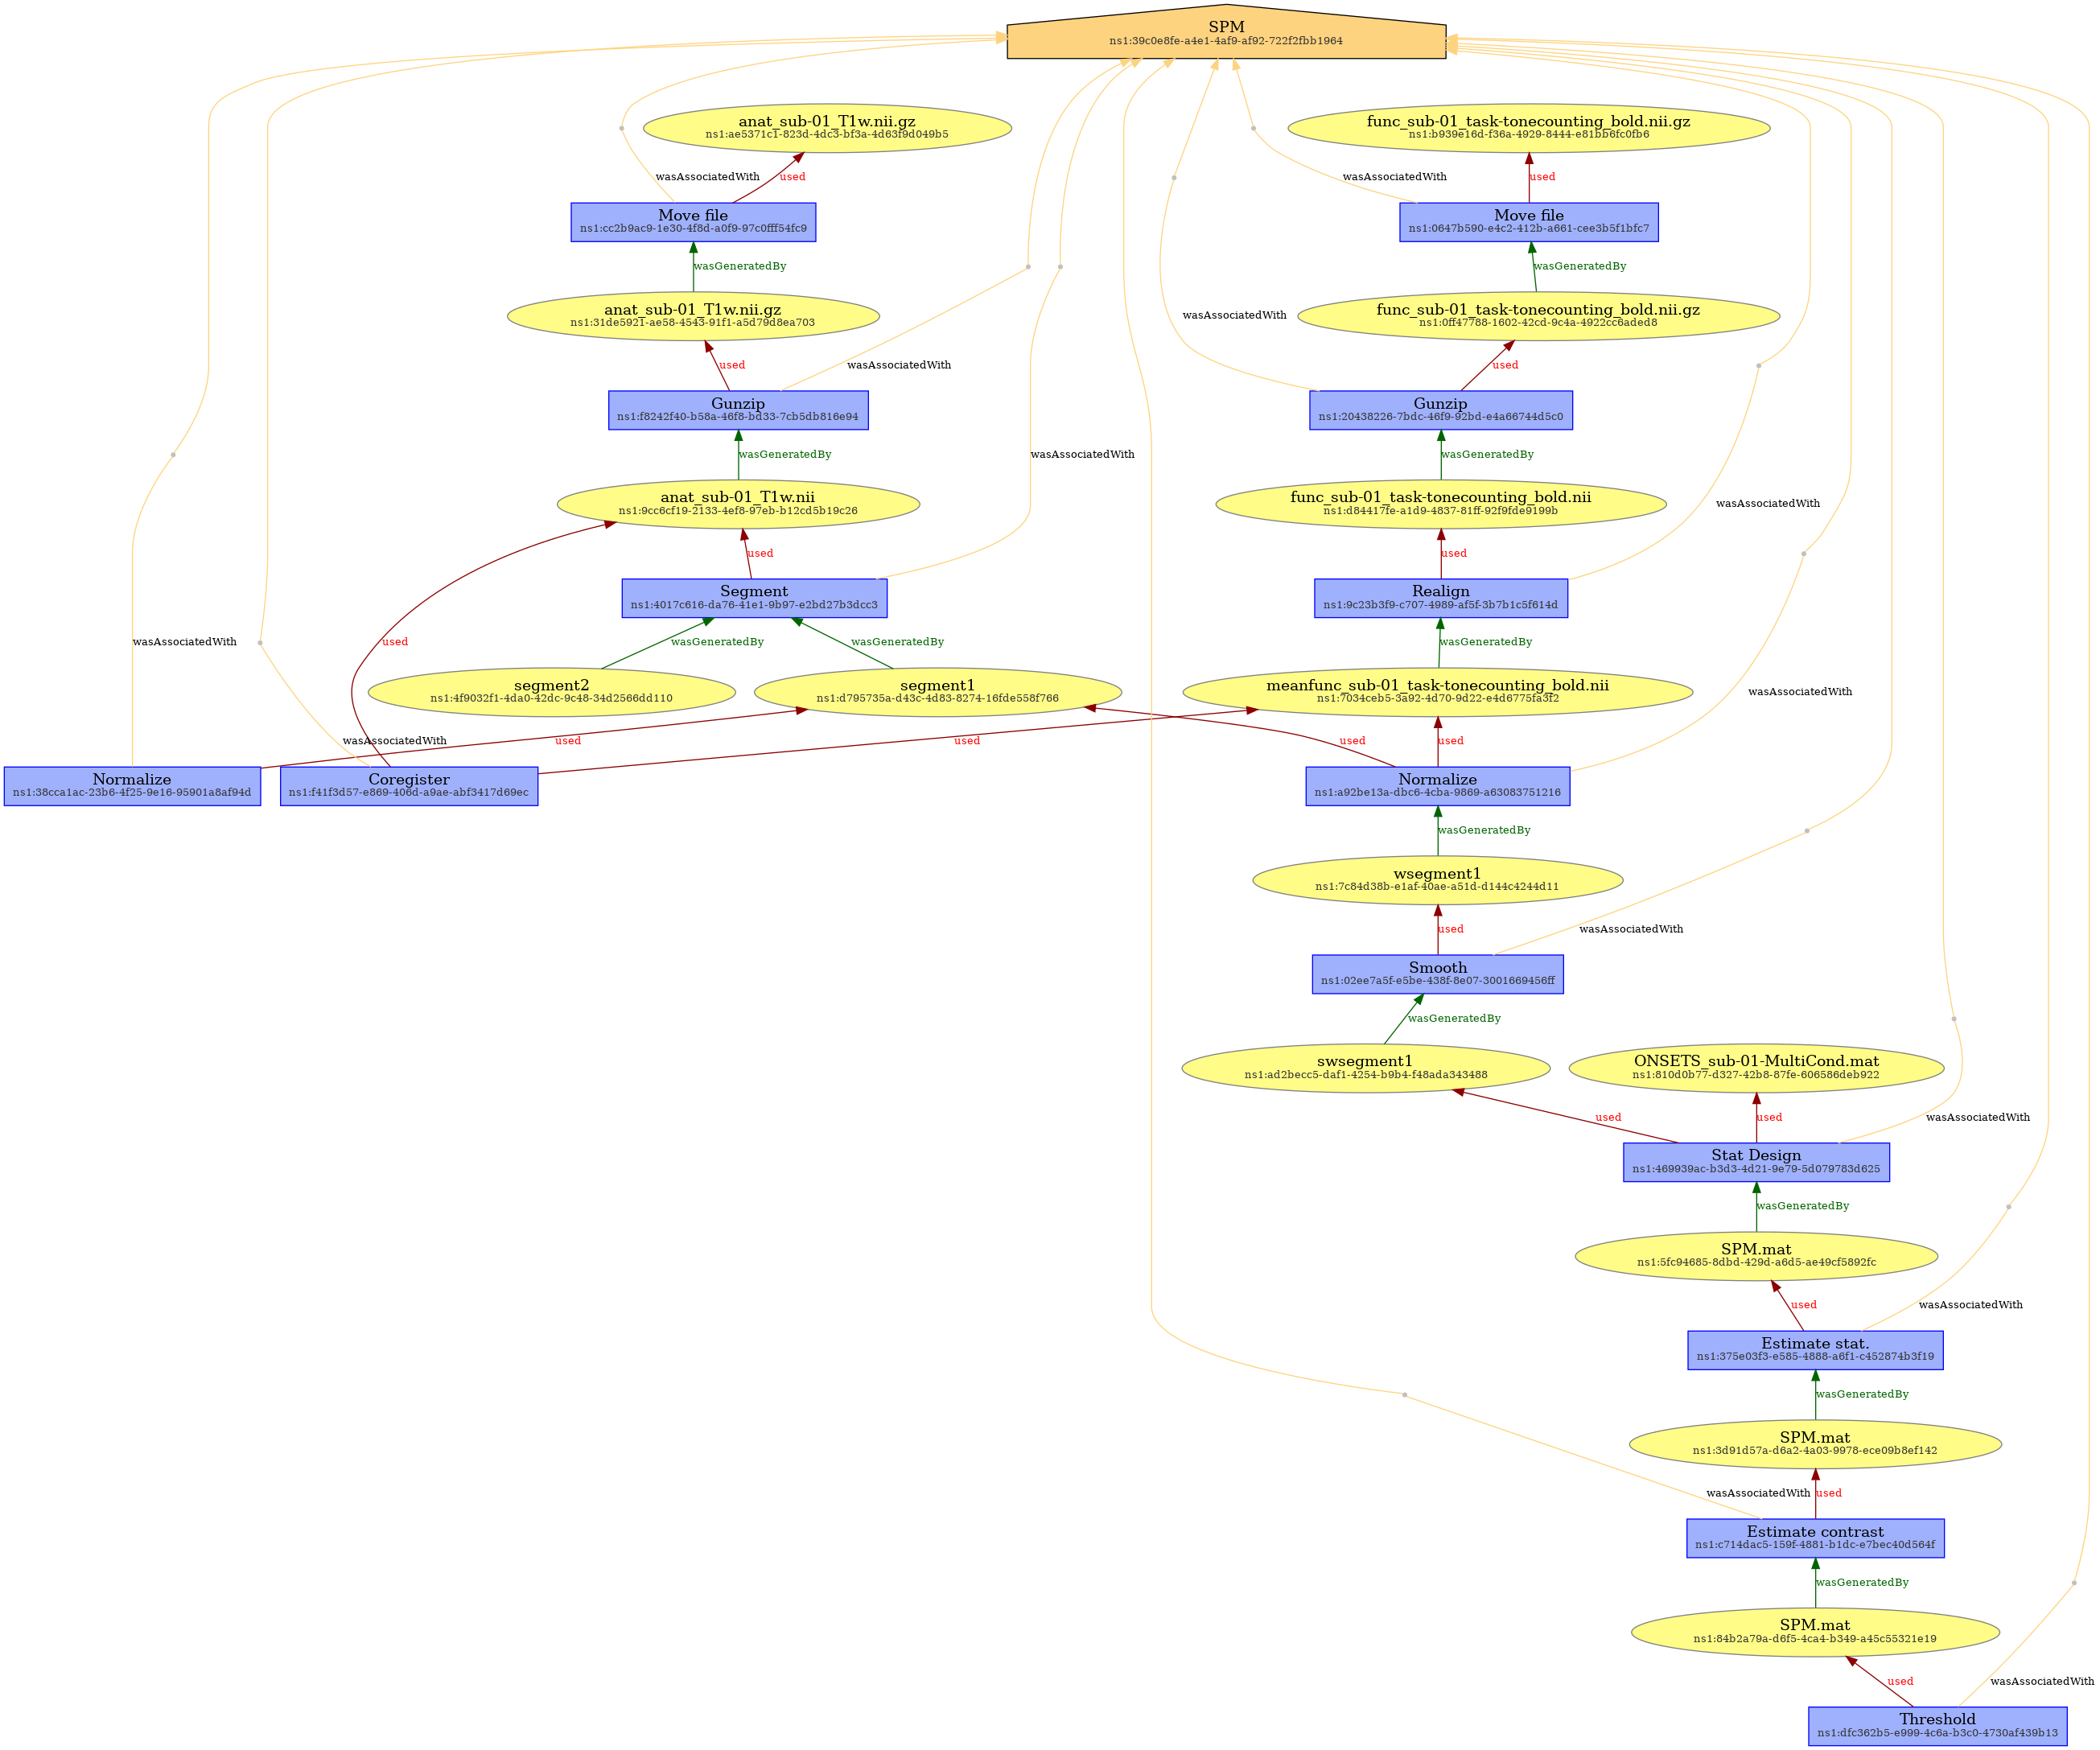 SPM
ns1:39c0e8fe-a4e1-4af9-af92-722f2fbb1964
anat_sub-01_T1w.nii.gz
ns1:ae5371c1-823d-4dc3-bf3a-4d63f9d049b5
func_sub-01_task-tonecounting_bold.nii.gz
ns1:b939e16d-f36a-4929-8444-e81bb6fc0fb6
wasAssociatedWith
used
wasAssociatedWith
used
Move file
ns1:cc2b9ac9-1e30-4f8d-a0f9-97c0fff54fc9
Move file
ns1:0647b590-e4c2-412b-a661-cee3b5f1bfc7
wasGeneratedBy
wasGeneratedBy
anat_sub-01_T1w.nii.gz
ns1:31de5921-ae58-4543-91f1-a5d79d8ea703
wasAssociatedWith
func_sub-01_task-tonecounting_bold.nii.gz
ns1:0ff47788-1602-42cd-9c4a-4922cc6aded8
used
wasAssociatedWith
used
Gunzip
ns1:f8242f40-b58a-46f8-bd33-7cb5db816e94
Gunzip
ns1:20438226-7bdc-46f9-92bd-e4a66744d5c0
wasGeneratedBy
wasAssociatedWith
wasGeneratedBy
anat_sub-01_T1w.nii
ns1:9cc6cf19-2133-4ef8-97eb-b12cd5b19c26
func_sub-01_task-tonecounting_bold.nii
ns1:d84417fe-a1d9-4837-81ff-92f9fde9199b
wasAssociatedWith
used
used
Segment
ns1:4017c616-da76-41e1-9b97-e2bd27b3dcc3
Realign
ns1:9c23b3f9-c707-4989-af5f-3b7b1c5f614d
wasAssociatedWith
used
wasGeneratedBy
wasGeneratedBy
wasGeneratedBy
segment2
ns1:4f9032f1-4da0-42dc-9c48-34d2566dd110
segment1
ns1:d795735a-d43c-4d83-8274-16fde558f766
meanfunc_sub-01_task-tonecounting_bold.nii
ns1:7034ceb5-3a92-4d70-9d22-e4d6775fa3f2
wasAssociatedWith
wasAssociatedWith
used
used
used
used
Normalize
ns1:38cca1ac-23b6-4f25-9e16-95901a8af94d
Coregister
ns1:f41f3d57-e869-406d-a9ae-abf3417d69ec
Normalize
ns1:a92be13a-dbc6-4cba-9869-a63083751216
wasGeneratedBy
wsegment1
ns1:7c84d38b-e1af-40ae-a51d-d144c4244d11
used
wasAssociatedWith
Smooth
ns1:02ee7a5f-e5be-438f-8e07-3001669456ff
wasGeneratedBy
swsegment1
ns1:ad2becc5-daf1-4254-b9b4-f48ada343488
ONSETS_sub-01-MultiCond.mat
ns1:810d0b77-d327-42b8-87fe-606586deb922
used
used
wasAssociatedWith
Stat Design
ns1:469939ac-b3d3-4d21-9e79-5d079783d625
wasGeneratedBy
SPM.mat
ns1:5fc94685-8dbd-429d-a6d5-ae49cf5892fc
used
wasAssociatedWith
Estimate stat.
ns1:375e03f3-e585-4888-a6f1-c452874b3f19
wasGeneratedBy
SPM.mat
ns1:3d91d57a-d6a2-4a03-9978-ece09b8ef142
wasAssociatedWith
used
Estimate contrast
ns1:c714dac5-159f-4881-b1dc-e7bec40d564f
wasGeneratedBy
SPM.mat
ns1:84b2a79a-d6f5-4ca4-b349-a45c55321e19
used
wasAssociatedWith
Threshold
ns1:dfc362b5-e999-4c6a-b3c0-4730af439b13